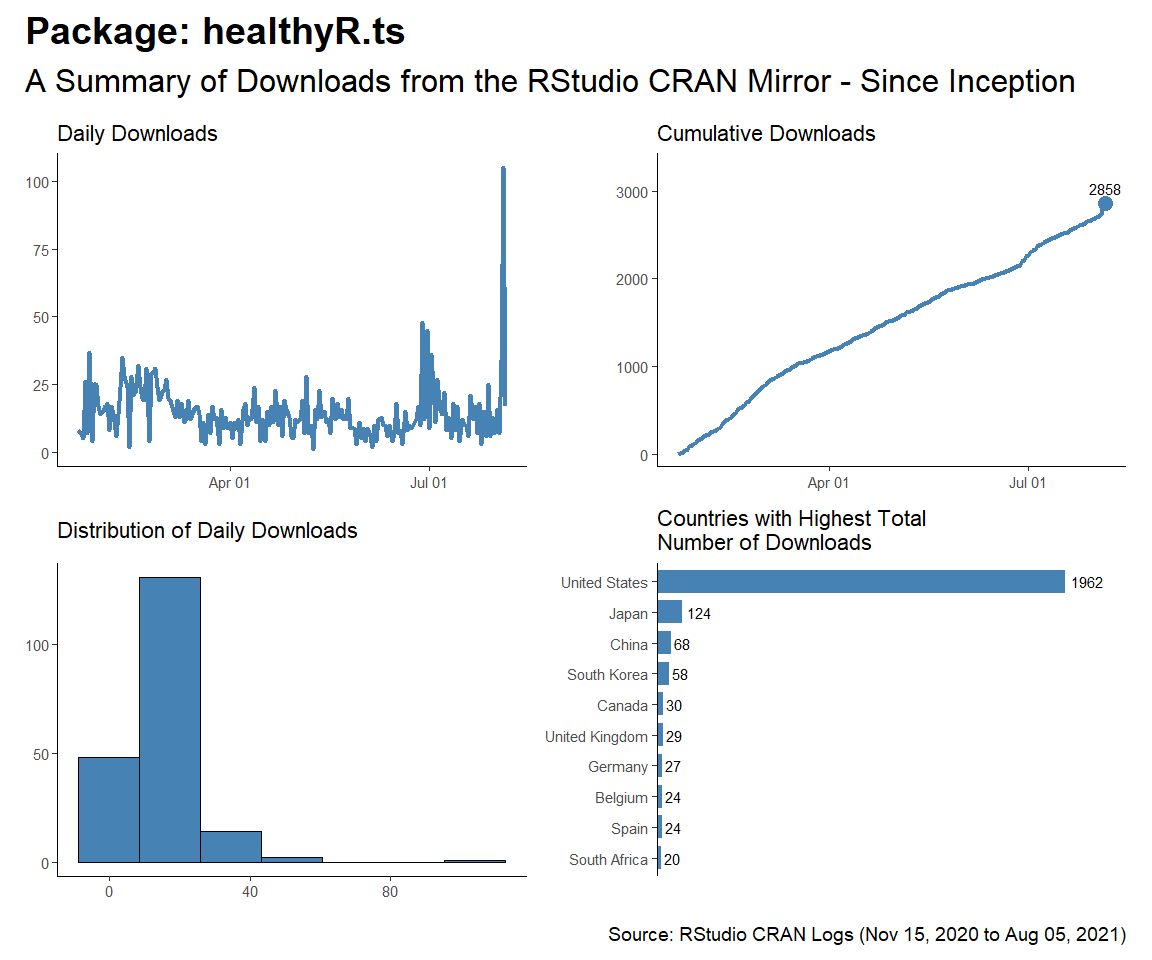 Package: healthyR.ts
A Summary of Downloads from the RStudio CRAN Mirror - Since Inception
Daily Downloads
100
75
50
25
0
Apr 01
Jul 01
Cumulative Downloads
3000
2000
1000
0
2858
Apr 01
Jul 01
Distribution of Daily Downloads
100
50
0
0
40
80
Countries with Highest Total
Number of Downloads
United States 1962
Japan 124
China 68
South Korea 58
Canada 30
United Kingdom 29
Germany 27
Belgium 24
Spain 24
South Africa 20
Source: RStudio CRAN Logs (Nov 15, 2020 to Aug 05, 2021)